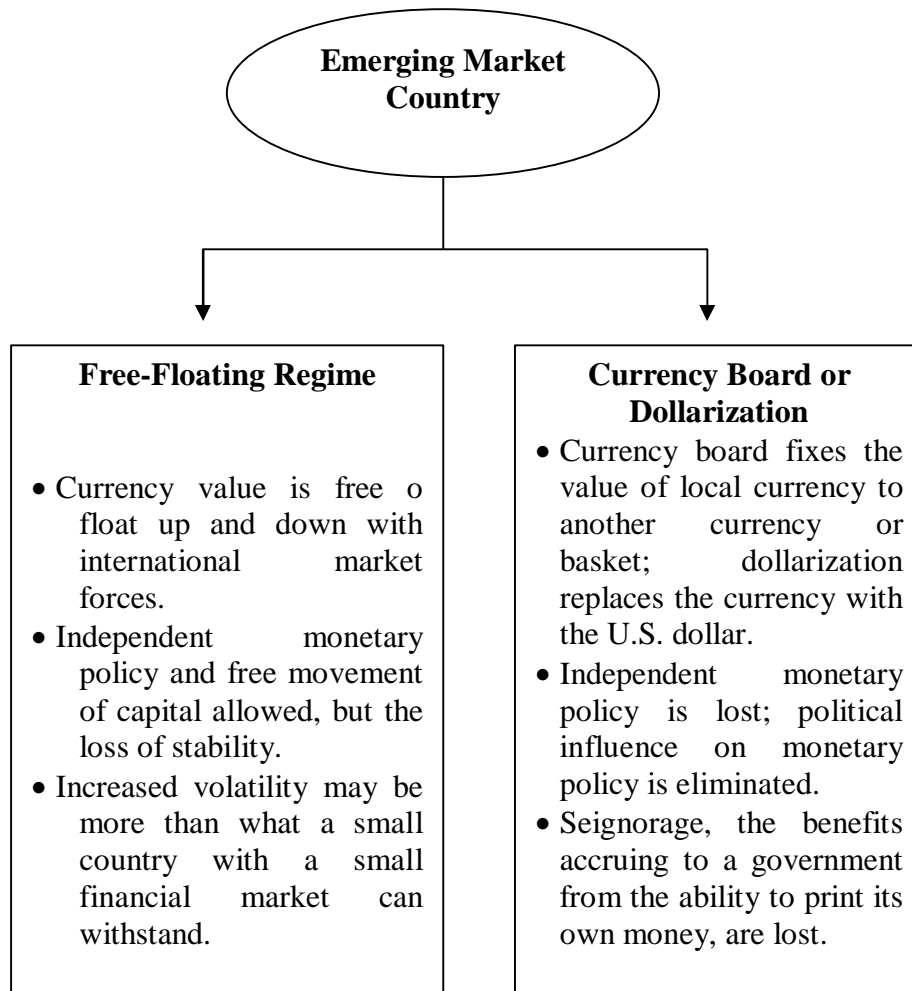 Emerging Market
Country
Free-Floating Regime
• Currency value is free o
float up and down with
international market
forces.
• Independent monetary
policy and free movement
of capital allowed, but the
loss of stability.
• Increased volatility may be
more than what a small
country with a small
financial market can
withstand.
Currency Board or
Dollarization
• Currency board fixes the
value of local currency to
another currency or
basket; dollarization
replaces the currency with
the U.S. dollar.
• Independent monetary
policy is lost; political
influence on monetary
policy is eliminated.
• Seignorage, the benefits
accruing to a government
from the ability to print its
own money, are lost.